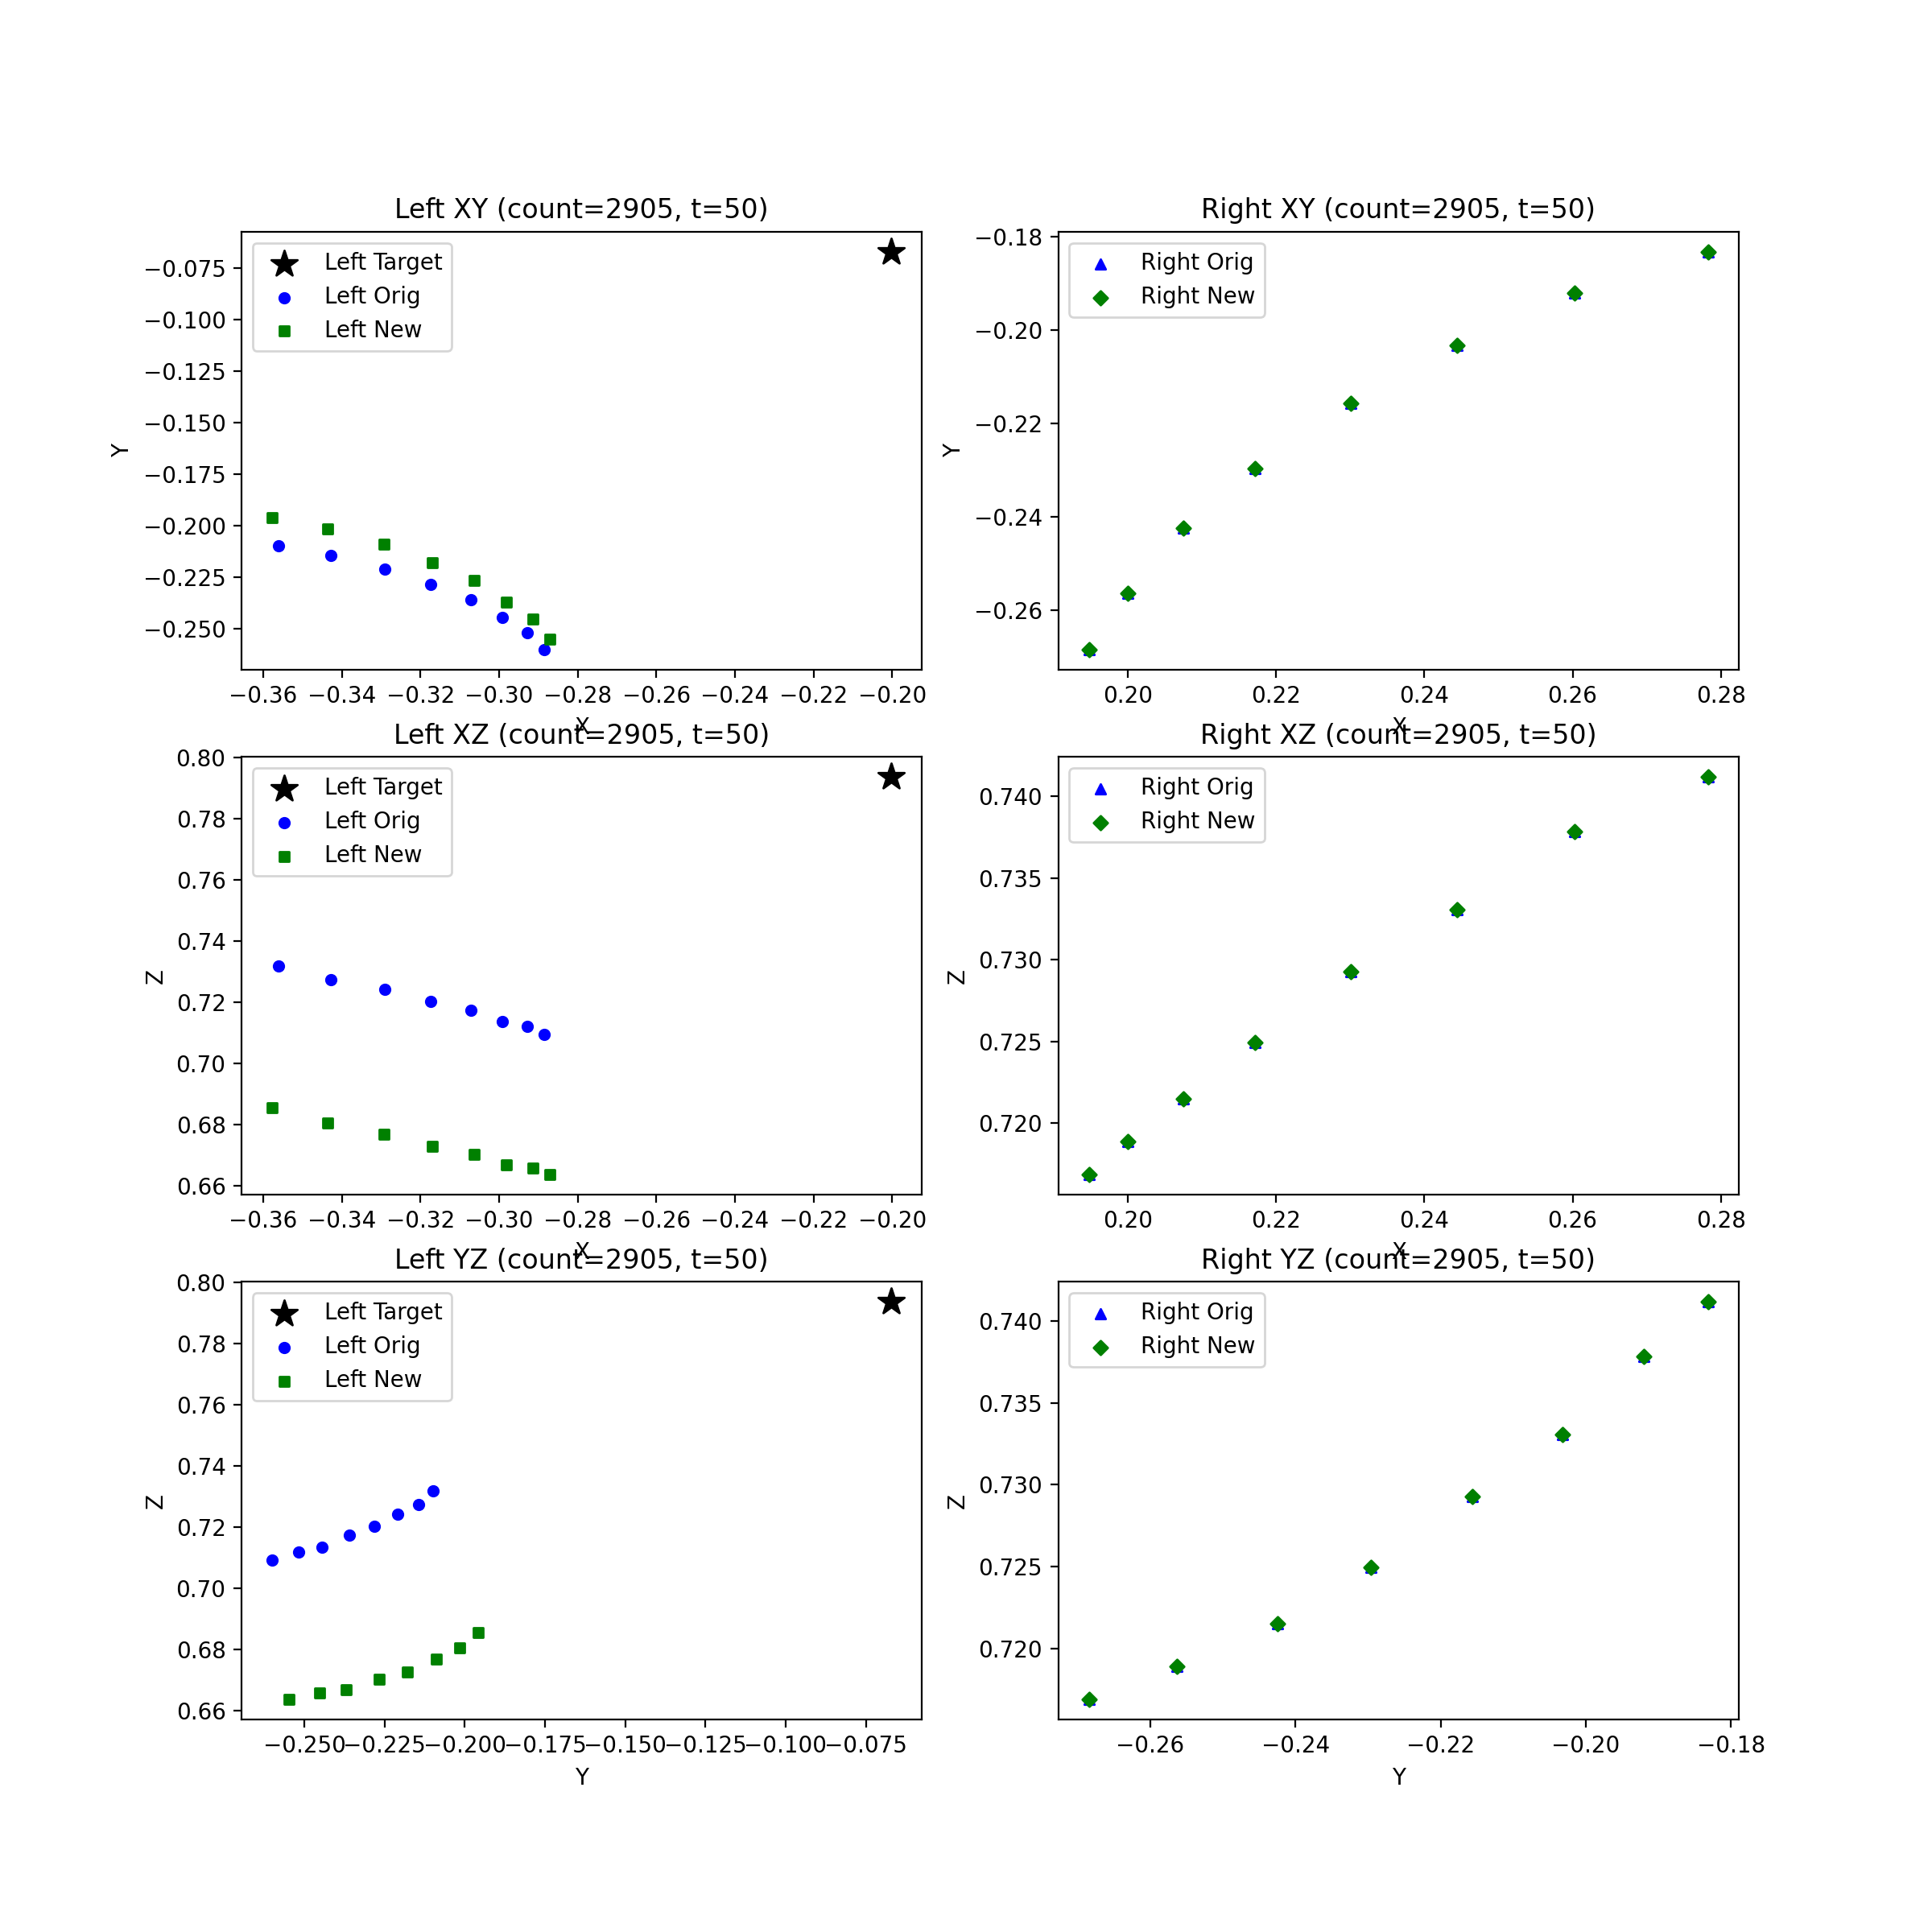 Left XY (count=2905, t=50)
Left Target
Left Orig
Left New
Y
−0.075
−0.100
−0.125
−0.150
−0.175
−0.200
−0.225
−0.250
−0.36 −0.34 −0.32 −0.30 −0.28 −0.26 −0.24 −0.22 −0.20
X
Right XY (count=2905, t=50)
Right Orig
Right New
Y
−0.18
−0.20
−0.22
−0.24
−0.26
0.20 0.22 0.24 0.26 0.28
X
Left XZ (count=2905, t=50)
Left Target
Left Orig
Left New
Z
0.80
0.78
0.76
0.74
0.72
0.70
0.68
0.66
−0.36 −0.34 −0.32 −0.30 −0.28 −0.26 −0.24 −0.22 −0.20
X
Right XZ (count=2905, t=50)
Right Orig
Right New
Z
0.740
0.735
0.730
0.725
0.720
0.20 0.22 0.24 0.26 0.28
X
Left YZ (count=2905, t=50)
Left Target
Left Orig
Left New
Z
0.80
0.78
0.76
0.74
0.72
0.70
0.68
0.66
−0.250 −0.225 −0.200 −0.175 −0.150 −0.125 −0.100 −0.075
Y
Right YZ (count=2905, t=50)
Right Orig
Right New
Z
0.740
0.735
0.730
0.725
0.720
−0.26 −0.24 −0.22 −0.20 −0.18
Y